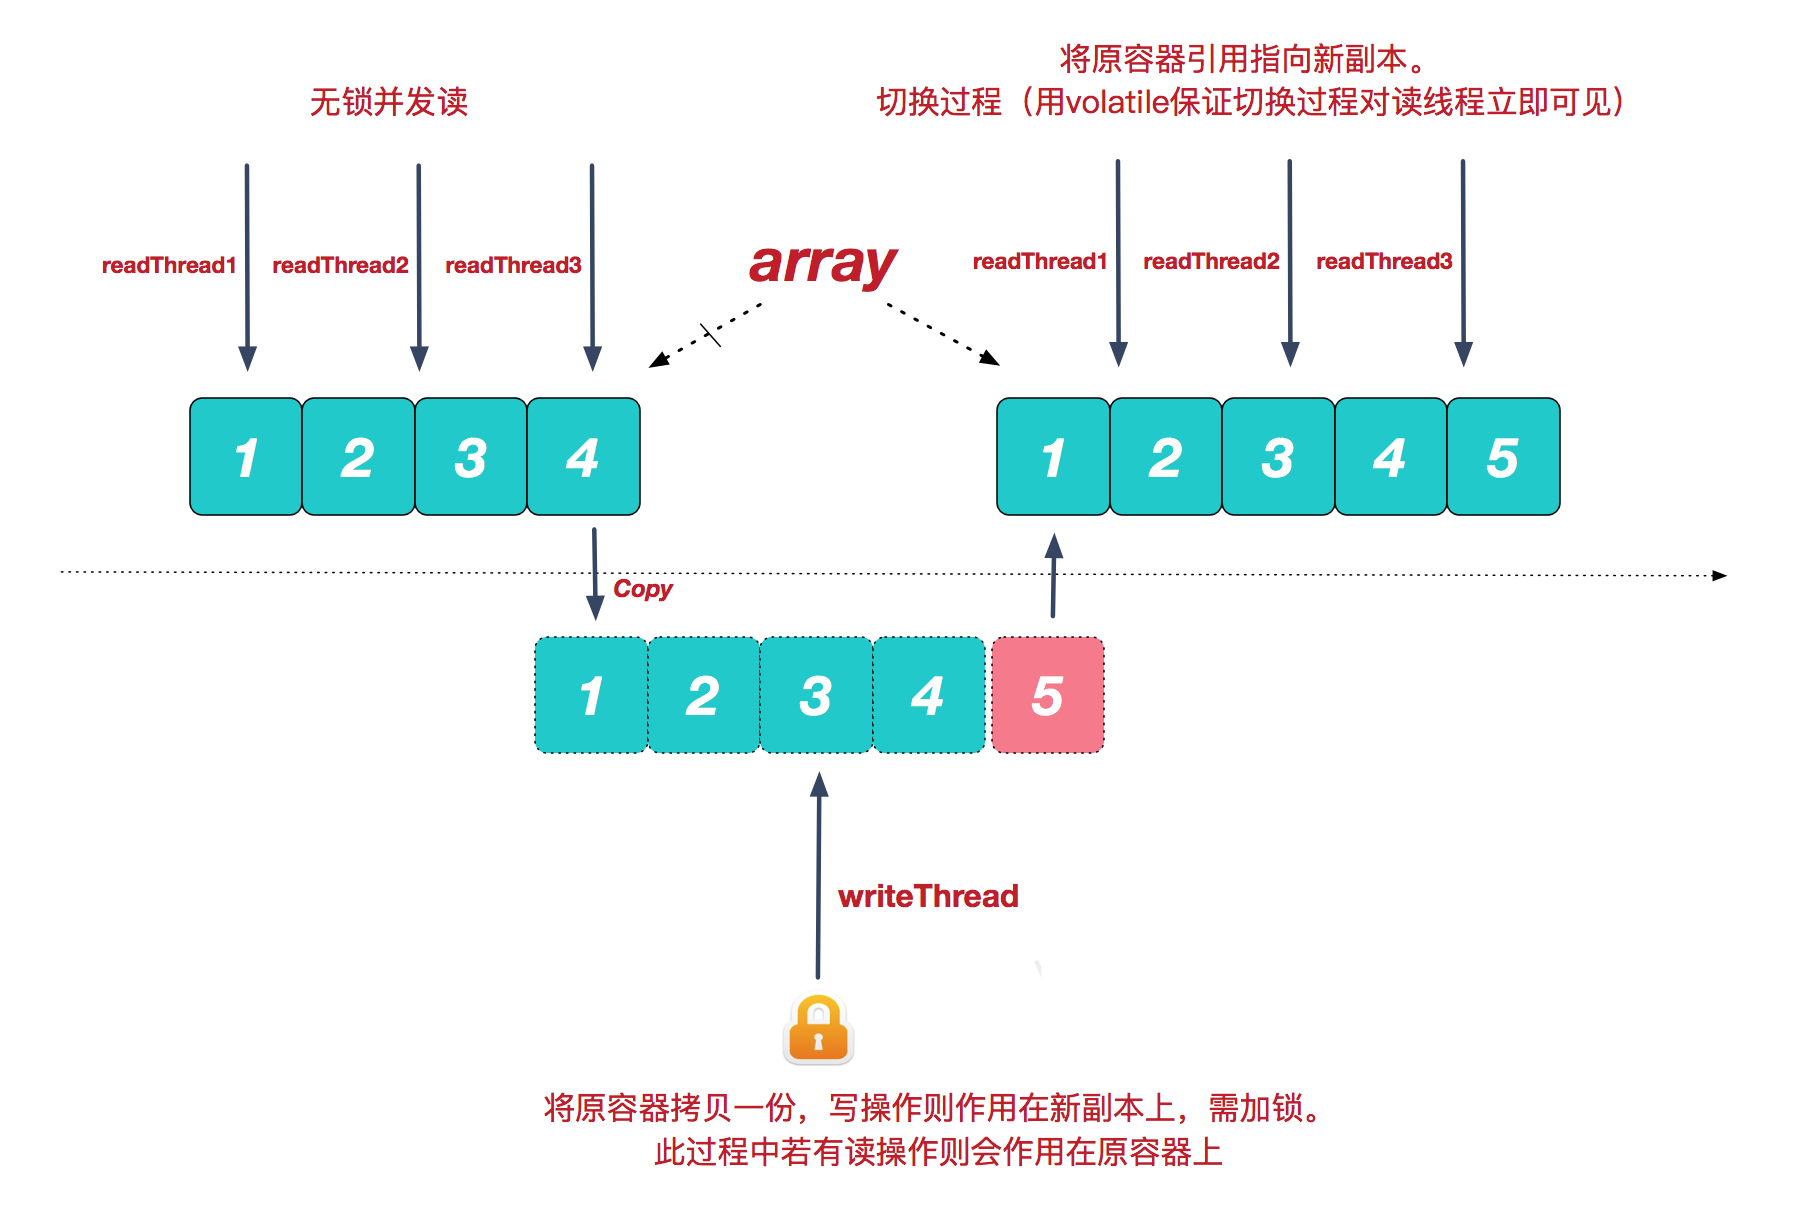 无锁并发读
将原容器引用指向新副本。
切换过程（用volatile保证切换过程对读线程立即可见）
readThread1 readThread2 readThread3
array
readThread1 readThread2 readThread3
1 2 3 4
1 2 3 4 5
Copy
1 2 3 4 5
writeThread
将原容器拷贝一份，写操作则作用在新副本上，需加锁。
此过程中若有读操作则会作用在原容器上